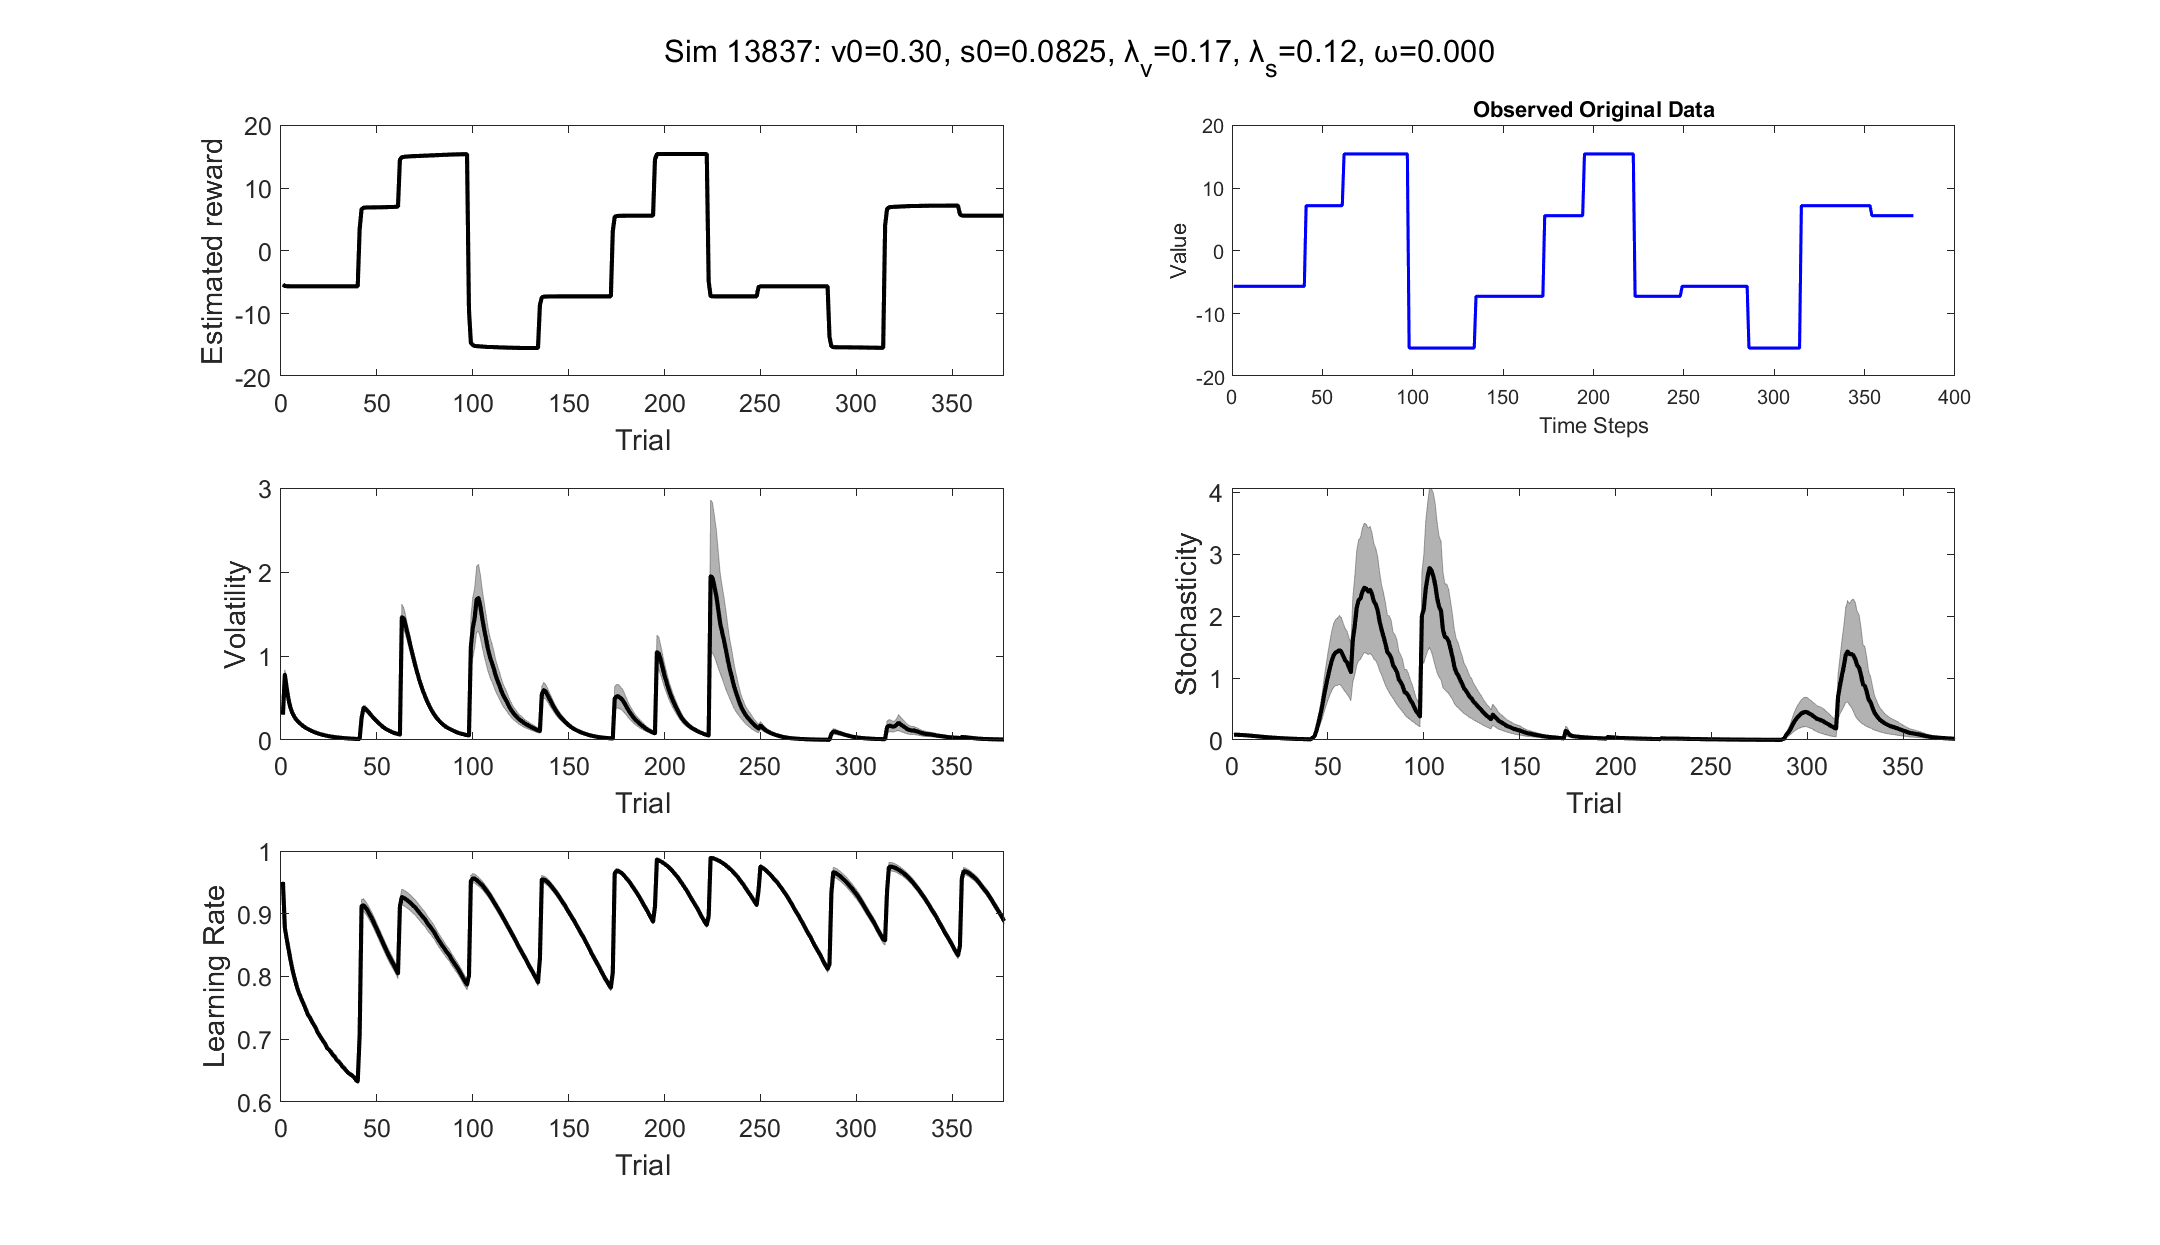 Sim 13837: v0=0.30, s0=0.0825, λ_v=0.17, λ_s=0.12, ω=0.000
20
10
0
-10
-20
Estimated reward
0 50 100 150 200 250 300 350
Trial
Observed Original Data
20
10
0
-10
-20
Value
0 50 100 150 200 250 300 350 400
Time Steps
3
2
1
0
Volatility
0 50 100 150 200 250 300 350
Trial
4
3
2
1
0
Stochasticity
0 50 100 150 200 250 300 350
Trial
1
0.9
0.8
0.7
0.6
Learning Rate
0 50 100 150 200 250 300 350
Trial